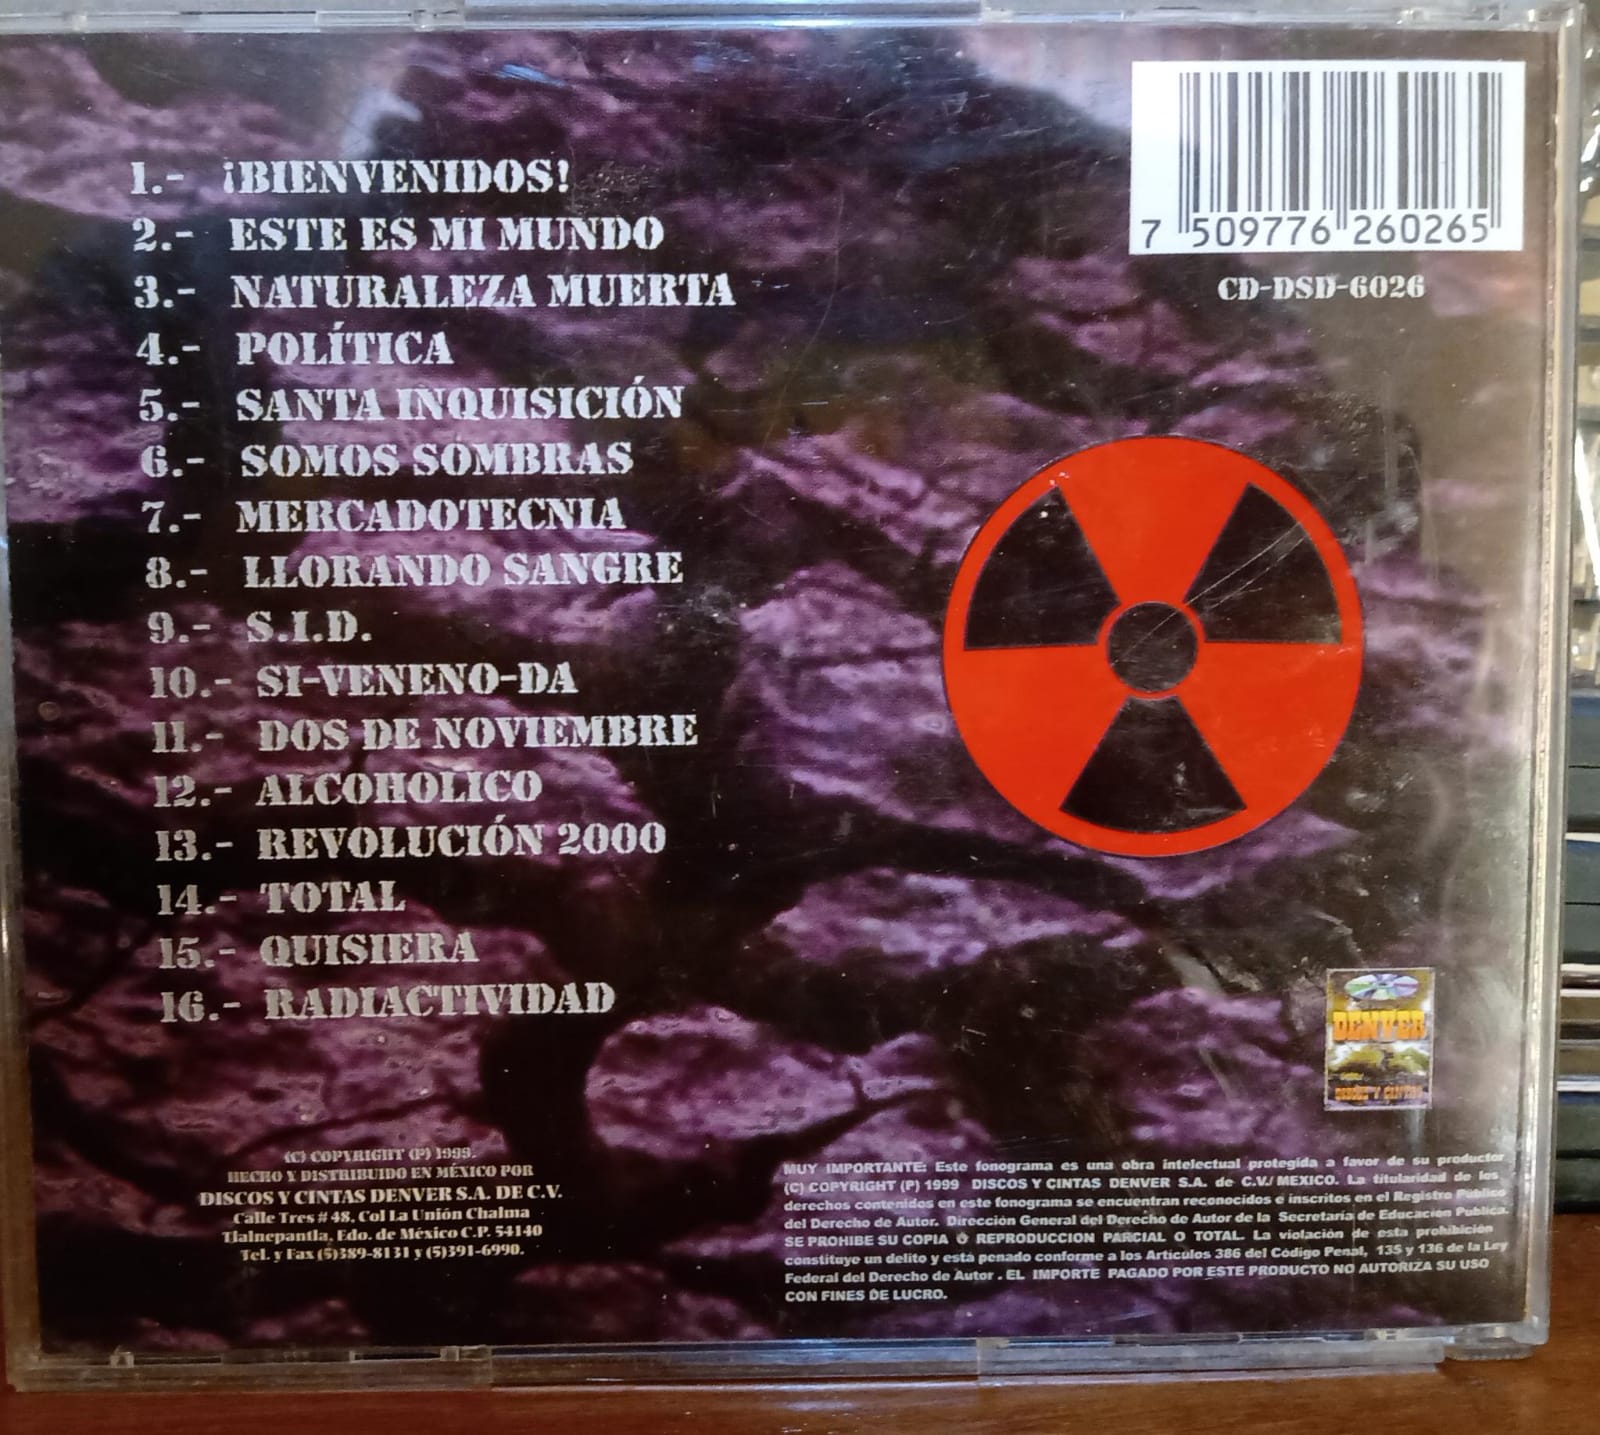 1.- ¡BIENVENIDOS!
2.- ESTE ES MI MUNDO
3.- NATURALEZA MUERTA
4.- POLÍTICA
5.- SANTA INQUISICIÓN
6.- SOMOS SOMBRAS
7.- MERCADOTECNIA
8.- LLORANDO SANGRE
9.- S.I.D.
10.- SI-VENENO-DA
11.- DOS DE NOVIEMBRE
12.- ALCOHOLICO
13.- REVOLUCIÓN 2000
14.- TOTAL
15.- QUISIERA
16.- RADIACTIVIDAD
7 509776 260265
CD-DSD-6026
DENVER
DISCOS Y CINTAS
(C) COPYRIGHT (P) 1999.
HECHO Y DISTRIBUIDO EN MÉXICO POR
DISCOS Y CINTAS DENVER S.A. DE C.V.
Calle Tres # 48, Col La Unión Chalma
Tlalnepantla, Edo. de México C.P. 54140
Tel. y Fax (5)389-8131 y (5)391-6990.
MUY IMPORTANTE: Este fonograma es una obra intelectual protegida a favor de su productor
(C) COPYRIGHT (P) 1999 DISCOS Y CINTAS DENVER S.A. de C.V./ MEXICO. La titularidad de los
derechos contenidos en este fonograma se encuentran reconocidos e inscritos en el Registro Público
del Derecho de Autor. Dirección General del Derecho de Autor de la Secretaría de Educación Publica.
SE PROHIBE SU COPIA O REPRODUCCION PARCIAL O TOTAL. La violación de esta prohibición
constituye un delito y está penado conforme a los Artículos 386 del Código Penal, 135 y 136 de la Ley
Federal del Derecho de Autor . EL IMPORTE PAGADO POR ESTE PRODUCTO NO AUTORIZA SU USO
CON FINES DE LUCRO.